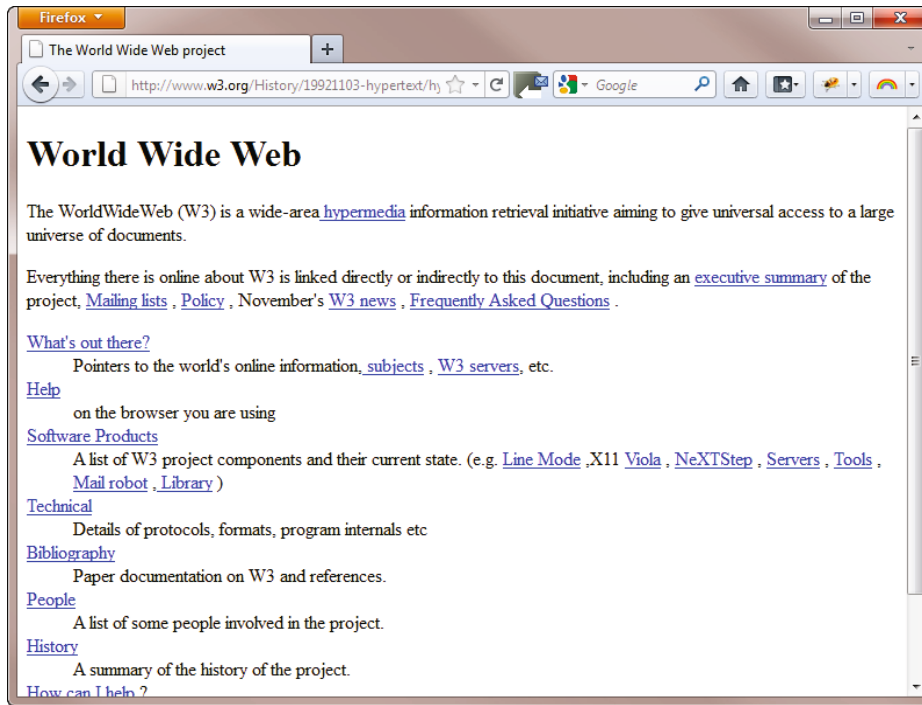 Firefox
The World Wide Web project
http://www.w3.org/History/19921103-hypertext/hy
Google
World Wide Web
The WorldWideWeb (W3) is a wide-area hypermedia information retrieval initiative aiming to give universal access to a large
universe of documents.
Everything there is online about W3 is linked directly or indirectly to this document, including an executive summary of the
project, Mailing lists , Policy , November's W3 news , Frequently Asked Questions .
What's out there?
Pointers to the world's online information, subjects , W3 servers, etc.
Help
on the browser you are using
Software Products
A list of W3 project components and their current state. (e.g. Line Mode ,X11 Viola , NeXTStep , Servers , Tools ,
Mail robot , Library )
Technical
Details of protocols, formats, program internals etc
Bibliography
Paper documentation on W3 and references.
People
A list of some people involved in the project.
History
A summary of the history of the project.
How can I help ?